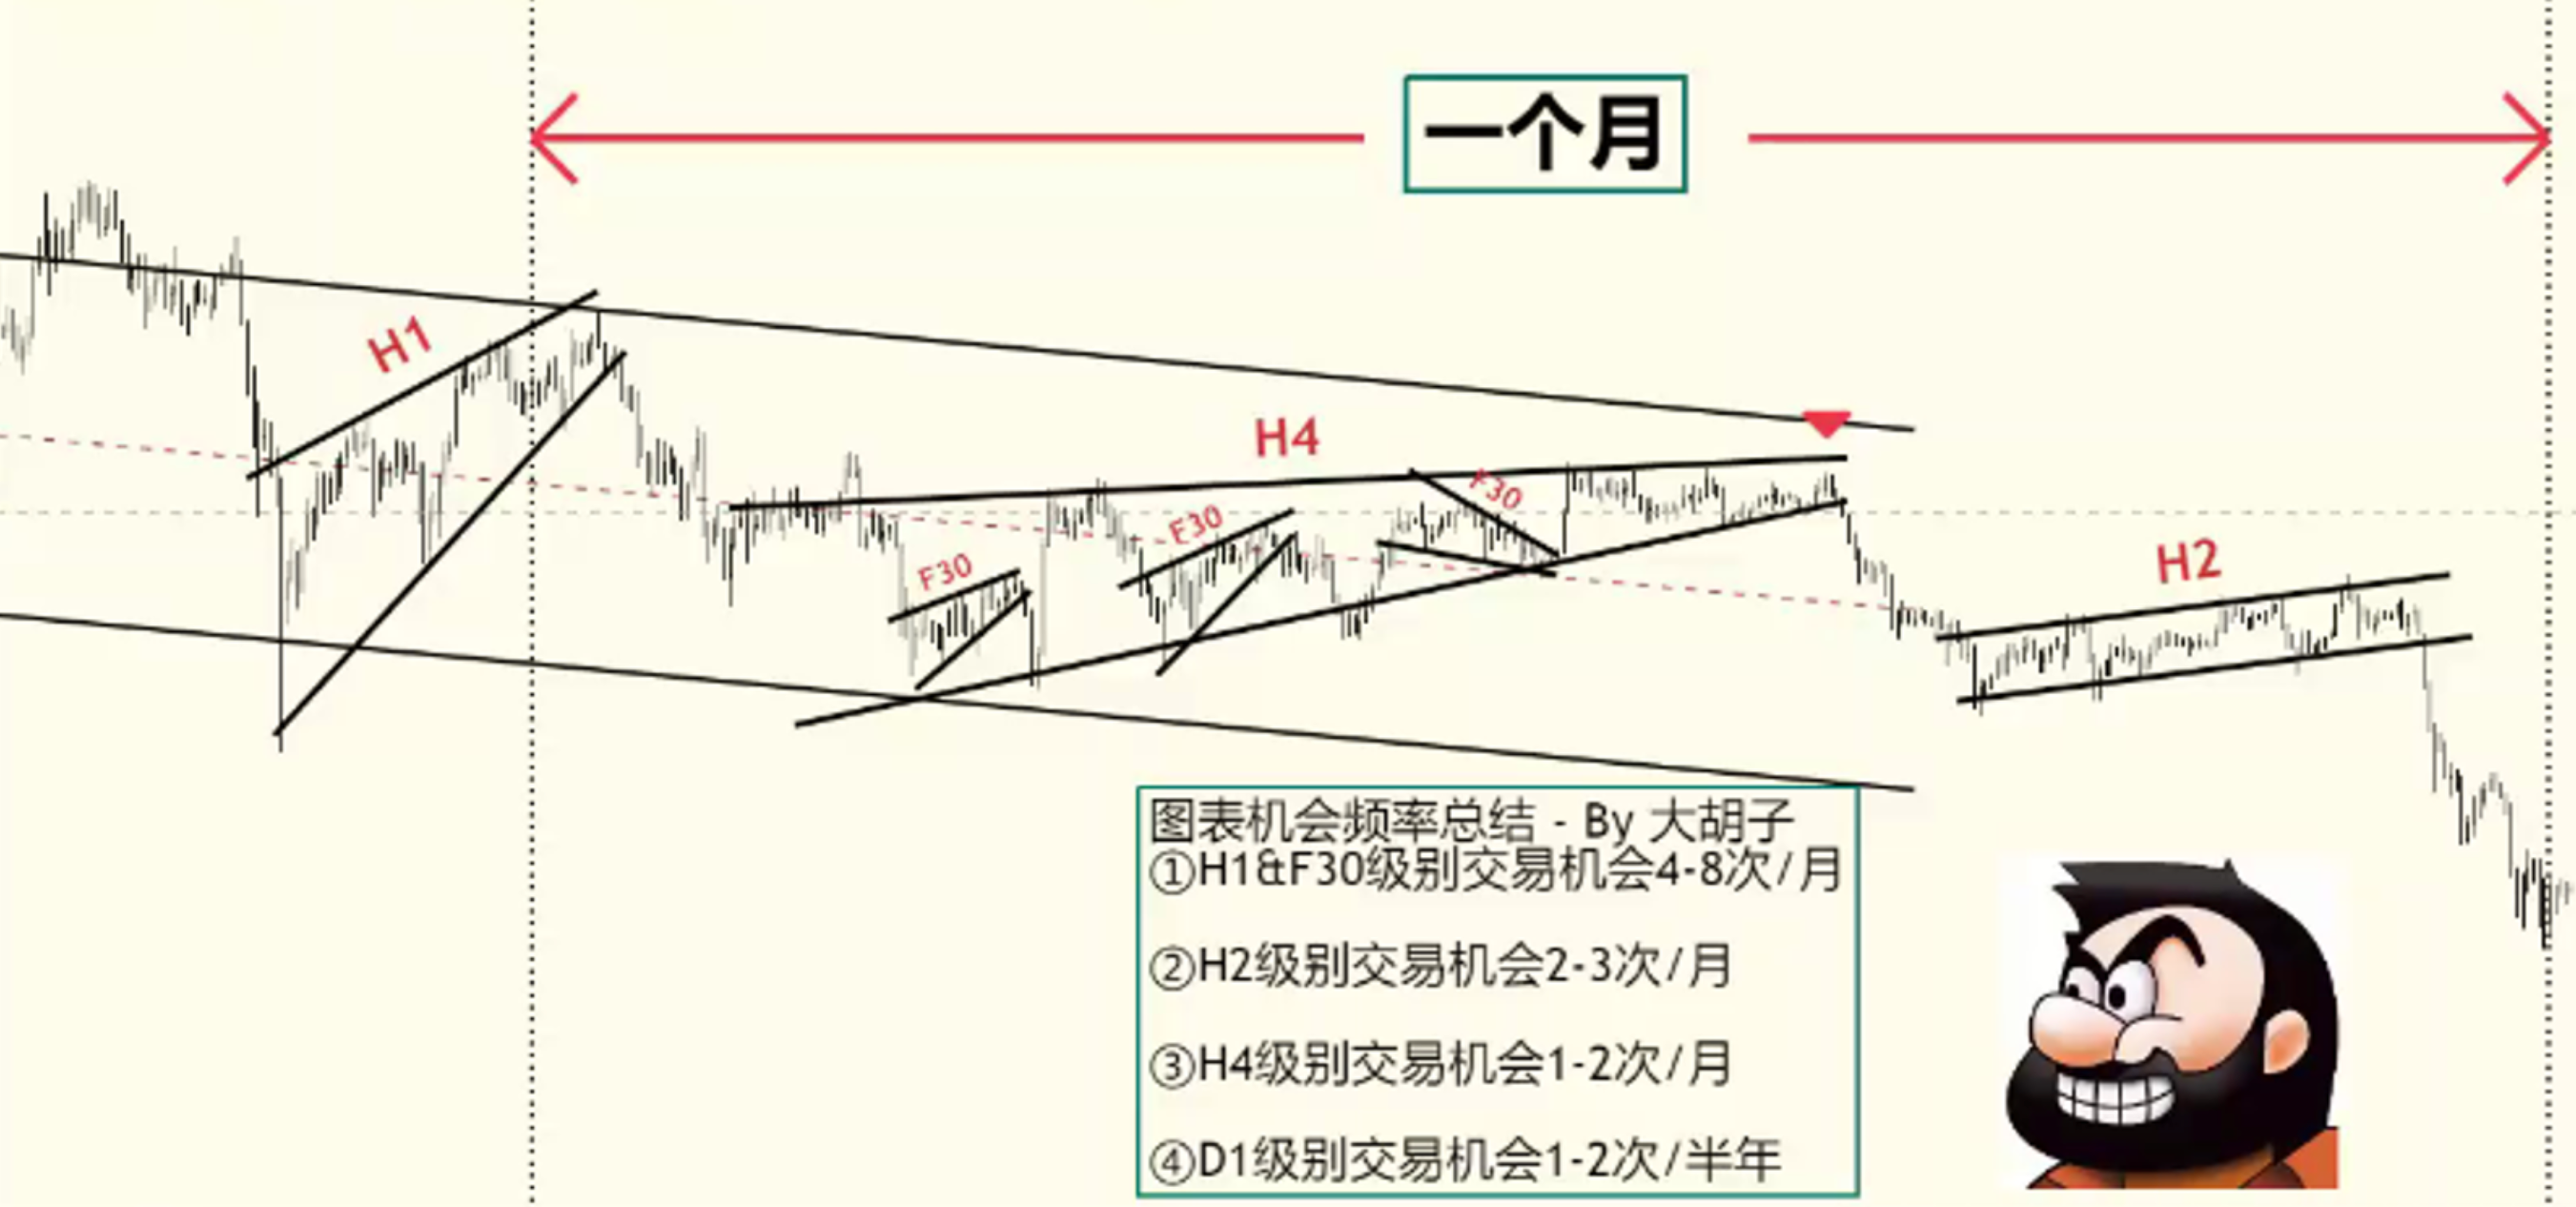 一个月
H1
H4
F30
F30
F30
H2
图表机会频率总结 - By 大胡子
①H1&F30级别交易机会4-8次/月
②H2级别交易机会2-3次/月
③H4级别交易机会1-2次/月
④D1级别交易机会1-2次/半年